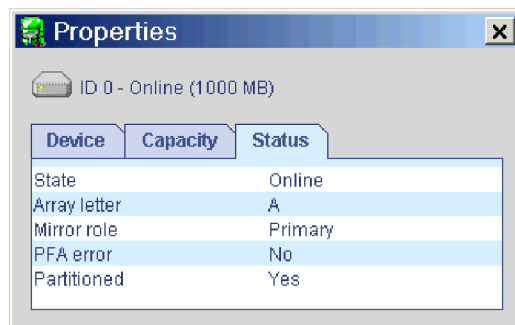 Properties
ID 0 - Online (1000 MB)
Device Capacity Status
State Online
Array letter A
Mirror role Primary
PFA error No
Partitioned Yes